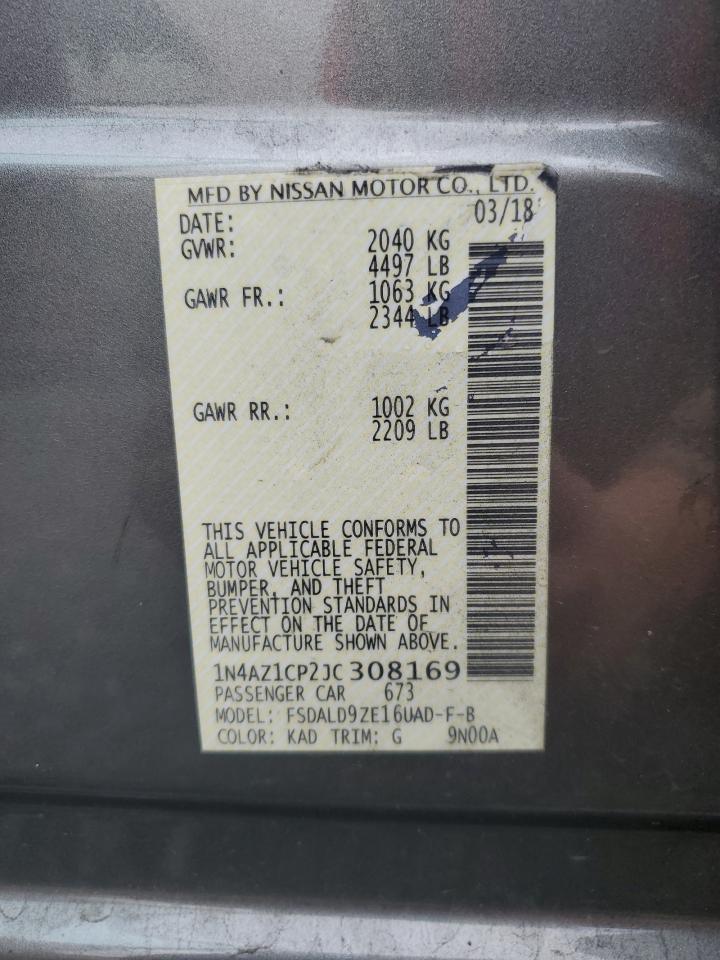 MFD BY NISSAN MOTOR CO., LTD.
DATE: 03/18
GVWR: 2040 KG
4497 LB
GAWR FR.: 1063 KG
2344 LB
GAWR RR.: 1002 KG
2209 LB
THIS VEHICLE CONFORMS TO
ALL APPLICABLE FEDERAL
MOTOR VEHICLE SAFETY,
BUMPER, AND THEFT
PREVENTION STANDARDS IN
EFFECT ON THE DATE OF
MANUFACTURE SHOWN ABOVE.
1N4AZ1CP2JC308169
PASSENGER CAR 673
MODEL: FSDALD9ZE16UAD-F-B
COLOR: KAD TRIM: G 9N00A